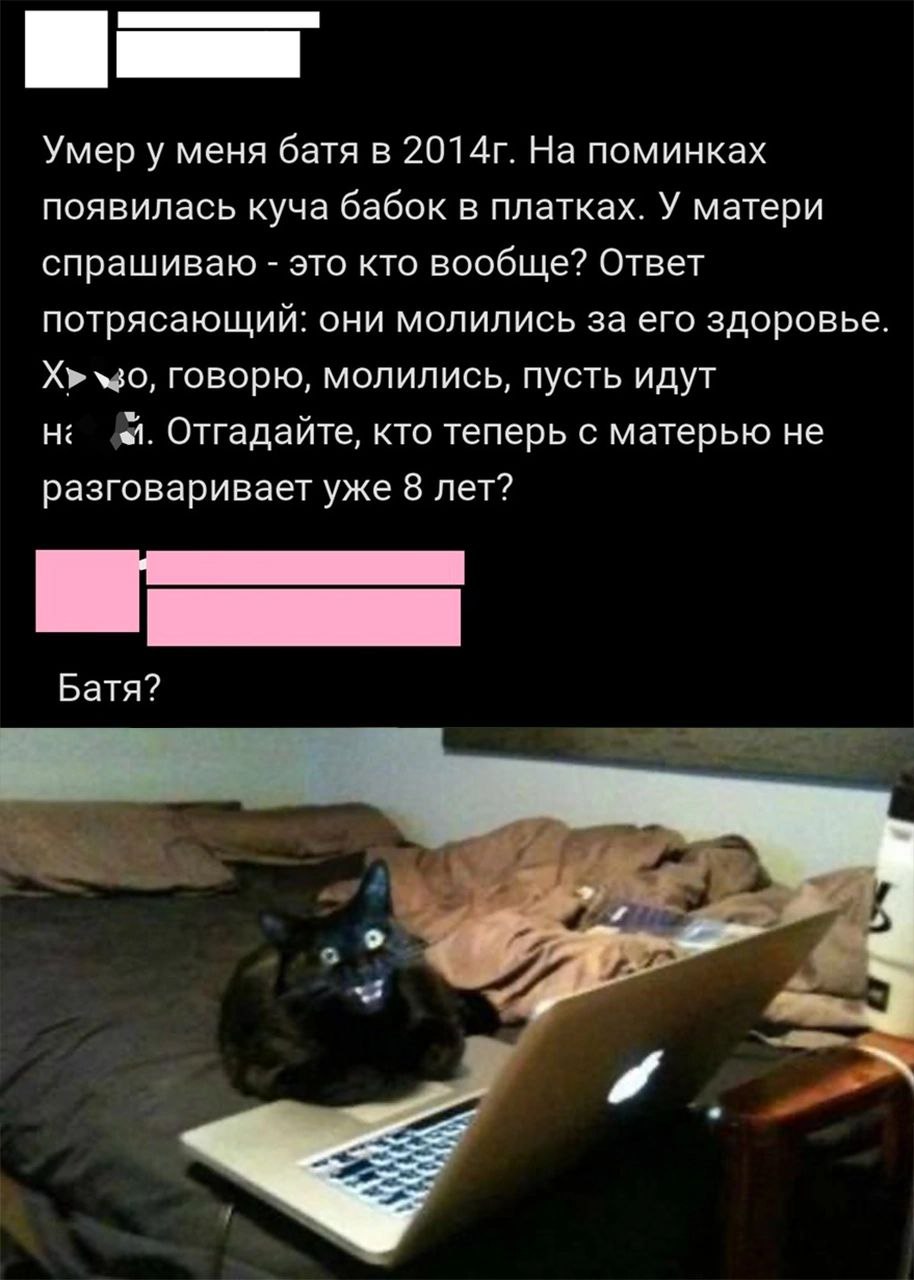 Умер у меня батя в 2014г. На поминках
появилась куча бабок в платках. У матери
спрашиваю - это кто вообще? Ответ
потрясающий: они молились за его здоровье.
говорю, молились, пусть идут
Отгадайте, кто теперь с матерью не
разговаривает уже 8 лет?
Батя?